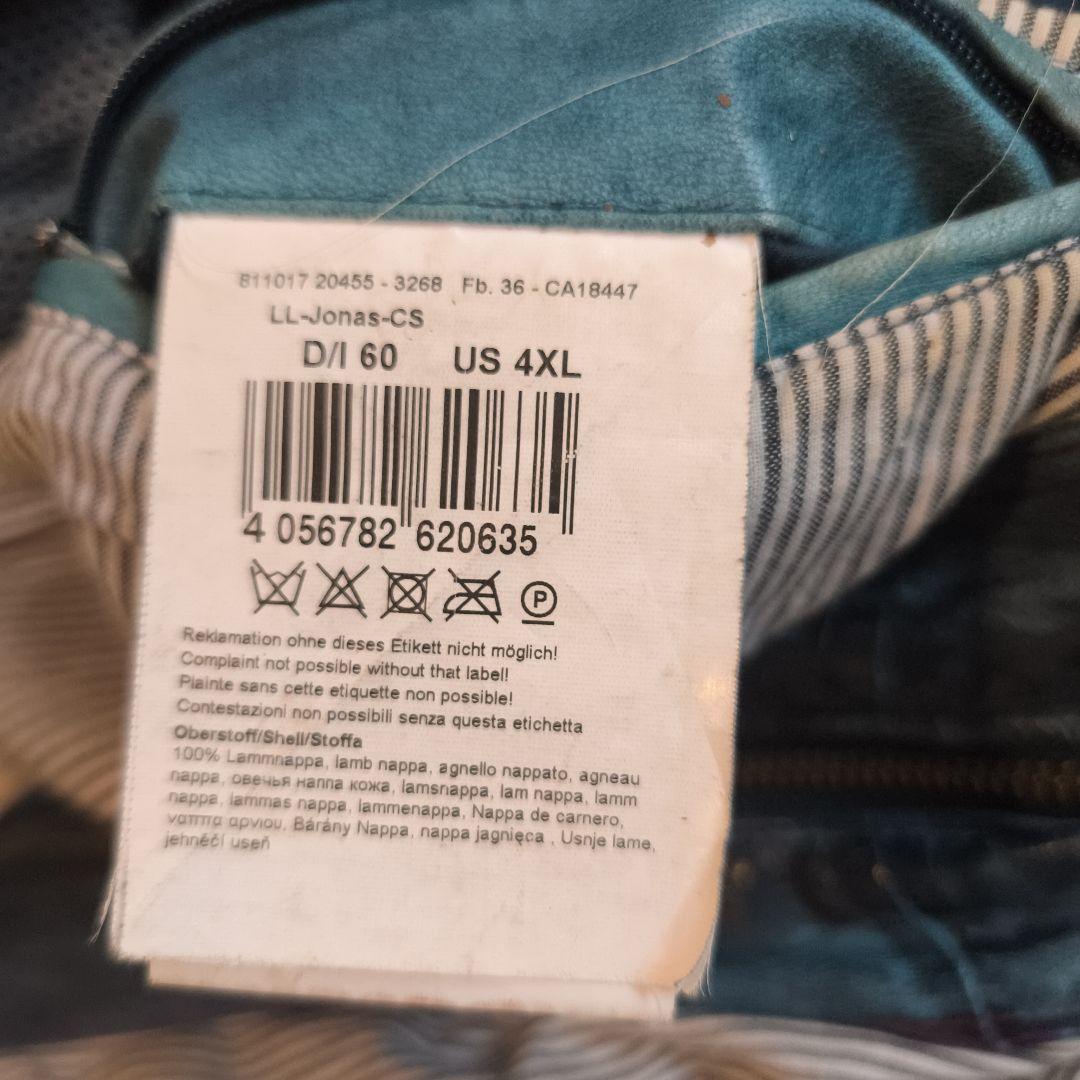 811017 20455 - 3268 Fb. 36 - CA18447
LL-Jonas-CS
D/I 60 US 4XL
4 056782 620635
P
Reklamation ohne dieses Etikett nicht möglich!
Complaint not possible without that label!
Plainte sans cette etiquette non possible!
Contestazioni non possibili senza questa etichetta
Oberstoff/Shell/Stoffa
100% Lammnappa, lamb nappa, agnello nappato, agneau
nappa, овечья наппа кожа, lamsnappa, lam nappa, lamm
nappa, lammas nappa, lammenappa, Nappa de carnero,
ναππα αρνιου, Bárány Nappa, nappa jagnięca , Usnje lame,
jehněčí useň